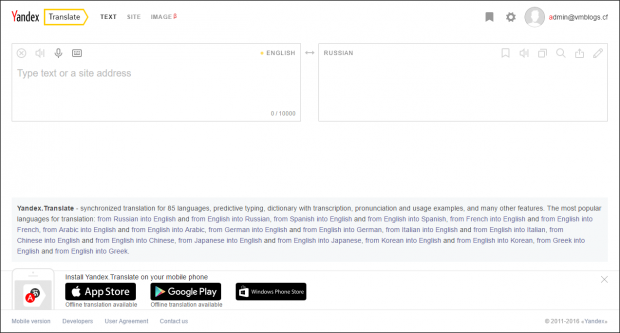 Yandex Translate TEXT SITE IMAGE β admin@vmblogs.cf
ENGLISH RUSSIAN
Type text or a site address
0 / 10000
Yandex.Translate - synchronized translation for 85 languages, predictive typing, dictionary with transcription, pronunciation and usage examples, and many other features. The most popular
languages for translation: from Russian into English and from English into Russian, from Spanish into English and from English into Spanish, from French into English and from English into
French, from Arabic into English and from English into Arabic, from German into English and from English into German, from Italian into English and from English into Italian, from
Chinese into English and from English into Chinese, from Japanese into English and from English into Japanese, from Korean into English and from English into Korean, from Greek into
English and from English into Greek.
Install Yandex.Translate on your mobile phone
App Store Google Play Windows Phone Store
Offline translation available Offline translation available
Mobile version Developers User Agreement Contact us © 2011-2016 «Yandex»